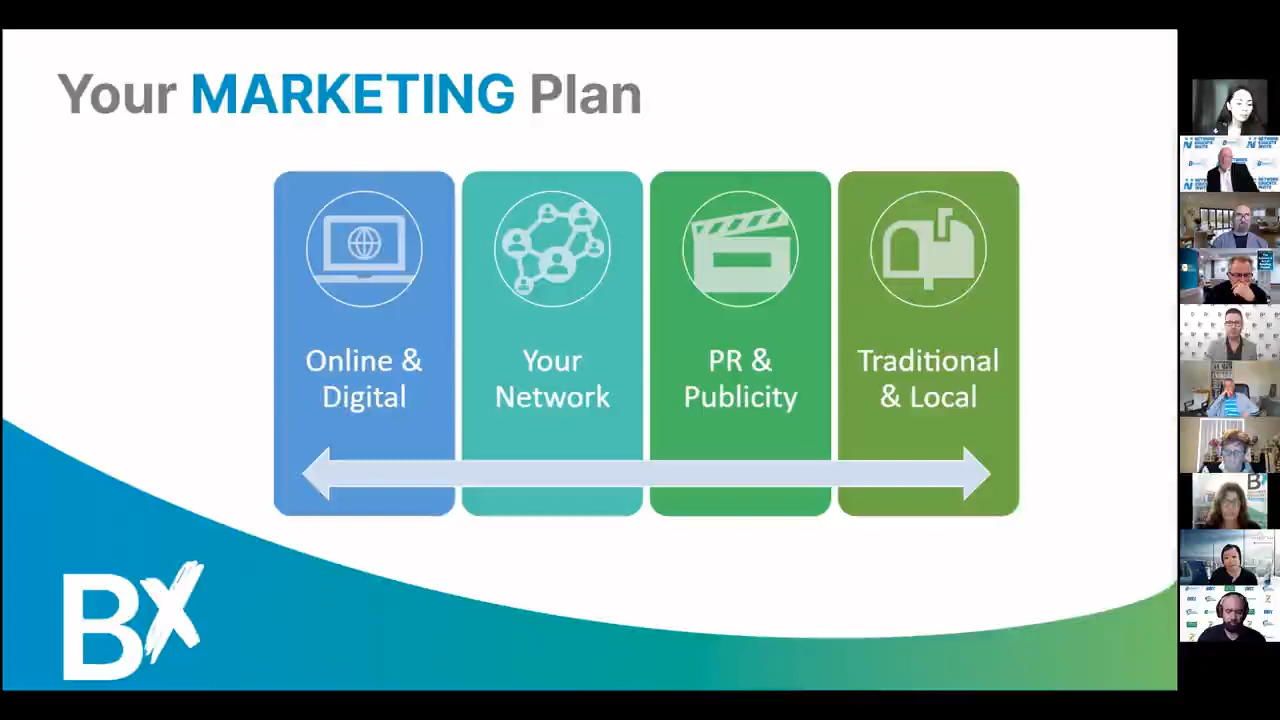 Your MARKETING Plan
Online &
Digital
Your
Network
PR &
Publicity
Traditional
& Local
BX